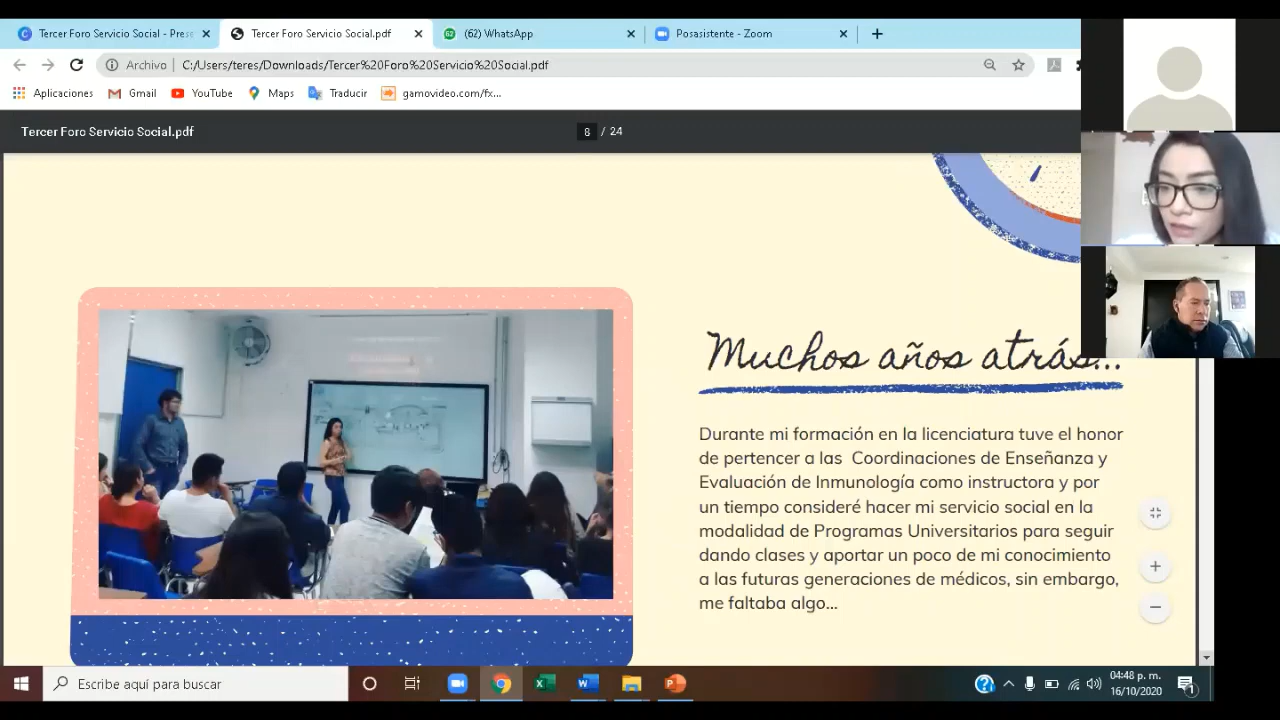 Tercer Foro Servicio Social - Prese
Tercer Foro Servicio Social.pdf
(62) WhatsApp
Posasistente - Zoom
Archivo
C:/Users/teres/Downloads/Tercer%20Foro%20Servicio%20Social.pdf
Aplicaciones
Gmail
YouTube
Maps
Traducir
gamovideo.com/fx...
Tercer Foro Servicio Social.pdf
8 / 24
Muchos años atrás...
Durante mi formación en la licenciatura tuve el honor
de pertencer a las Coordinaciones de Enseñanza y
Evaluación de Inmunología como instructora y por
un tiempo consideré hacer mi servicio social en la
modalidad de Programas Universitarios para seguir
dando clases y aportar un poco de mi conocimiento
a las futuras generaciones de médicos, sin embargo,
me faltaba algo...
Escribe aquí para buscar
04:48 p. m.
16/10/2020